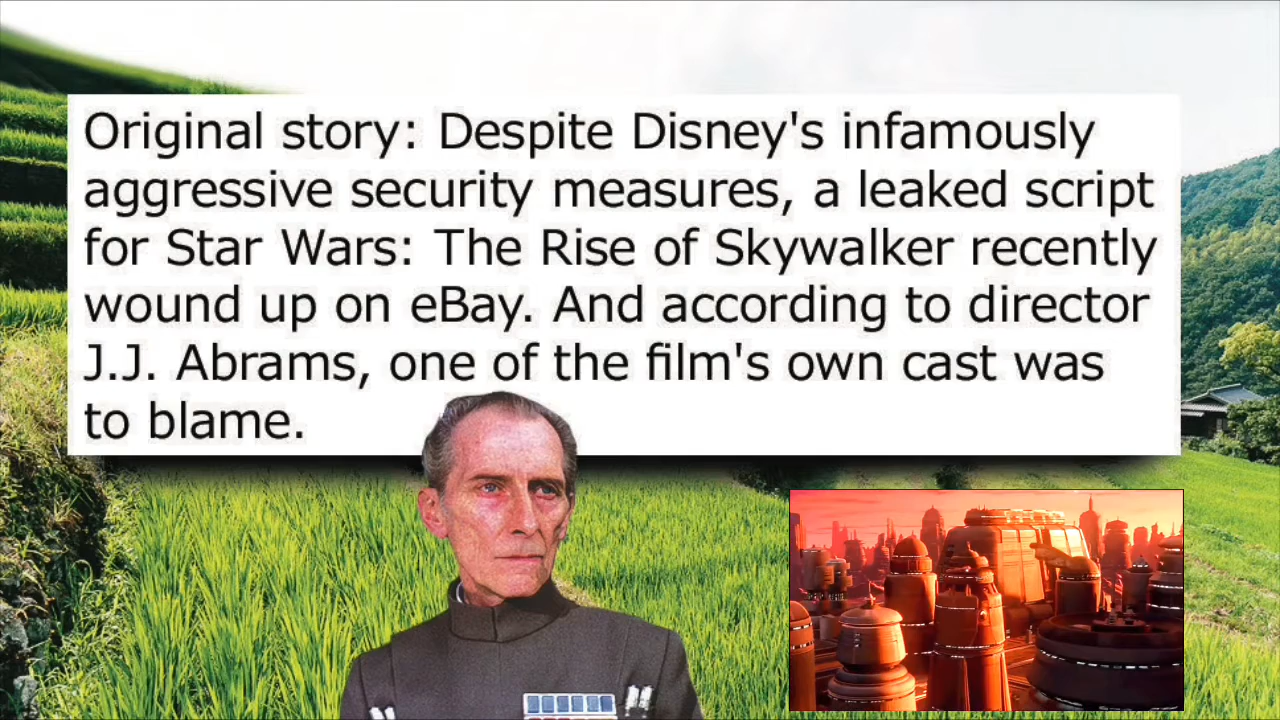 Original story: Despite Disney's infamously
aggressive security measures, a leaked script
for Star Wars: The Rise of Skywalker recently
wound up on eBay. And according to director
J.J. Abrams, one of the film's own cast was
to blame.